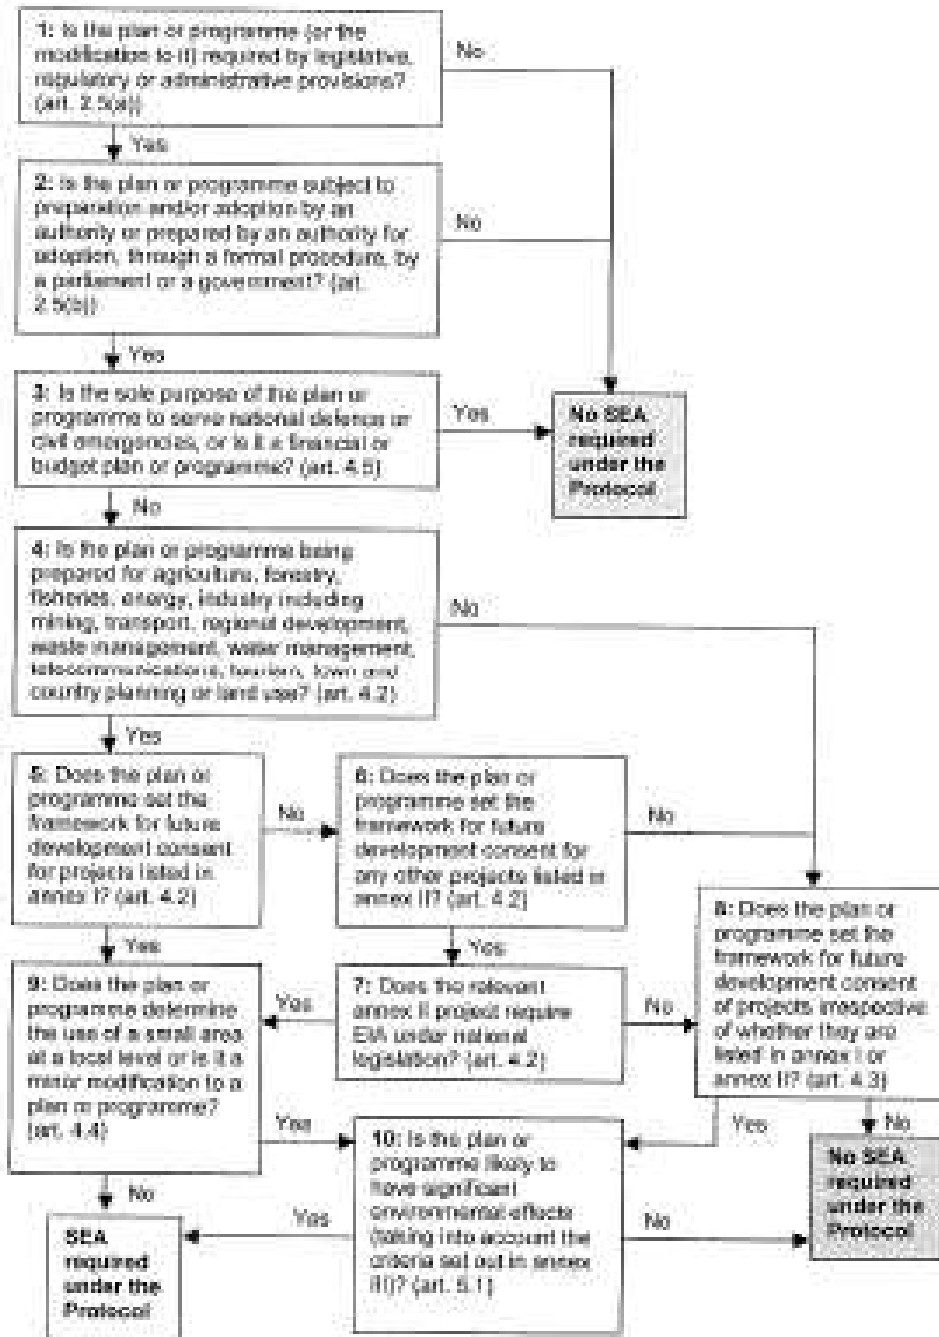 1: Is the plan or programme (or the
modification to it) required by legislative,
regulatory or administrative provisions?
(art. 2.5(a))
No
Yes
2: Is the plan or programme subject to
preparation and/or adoption by an
authority or prepared by an authority for
adoption, through a formal procedure, by
a parliament or a government? (art.
2.5(b))
No
Yes
3: Is the sole purpose of the plan or
programme to serve national defence or
civil emergencies, or is it a financial or
budget plan or programme? (art. 4.5)
Yes
No SEA
required
under the
Protocol
No
4: Is the plan or programme being
prepared for agriculture, forestry,
fisheries, energy, industry including
mining, transport, regional development,
waste management, water management,
telecommunications, tourism, town and
country planning or land use? (art. 4.2)
No
Yes
5: Does the plan or
programme set the
framework for future
development consent
for projects listed in
annex I? (art. 4.2)
No
6: Does the plan or
programme set the
framework for future
development consent for
any other projects listed in
annex II? (art. 4.2)
No
Yes
Yes
8: Does the plan or
programme set the
framework for future
development consent
of projects irrespective
of whether they are
listed in annex I or
annex II? (art. 4.3)
9: Does the plan or
programme determine
the use of a small area
at a local level or is it a
minor modification to a
plan or programme?
(art. 4.4)
Yes
7: Does the relevant
annex II project require
EIA under national
legislation? (art. 4.2)
No
Yes
No
Yes
10: Is the plan or
programme likely to
have significant
environmental effects
(taking into account the
criteria set out in annex
III)? (art. 5.1)
No SEA
required
under the
Protocol
No
Yes
No
SEA
required
under the
Protocol